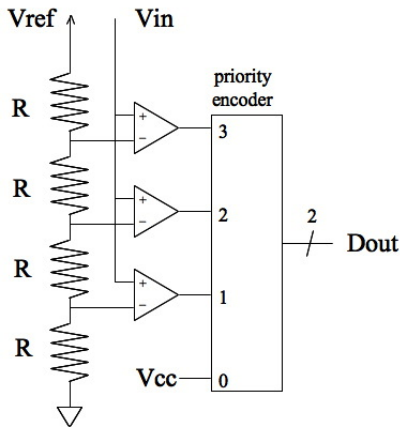 Vref
Vin
priority
encoder
R
+
−
3
R
+
−
2
2
Dout
R
+
−
1
R
Vcc
0